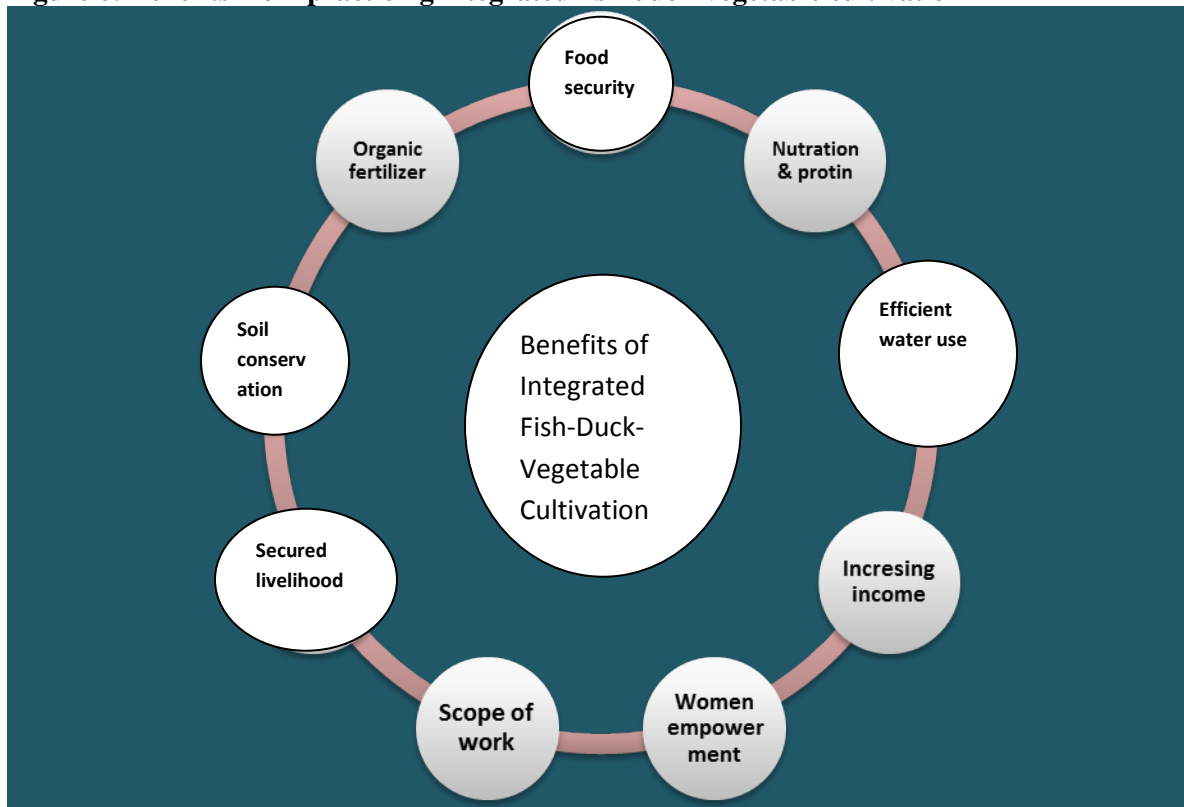 Food
security
Nutration
& protin
Efficient
water use
Incresing
income
Women
empower
ment
Scope of
work
Secured
livelihood
Soil
conserv
ation
Organic
fertilizer
Benefits of
Integrated
Fish-Duck-
Vegetable
Cultivation